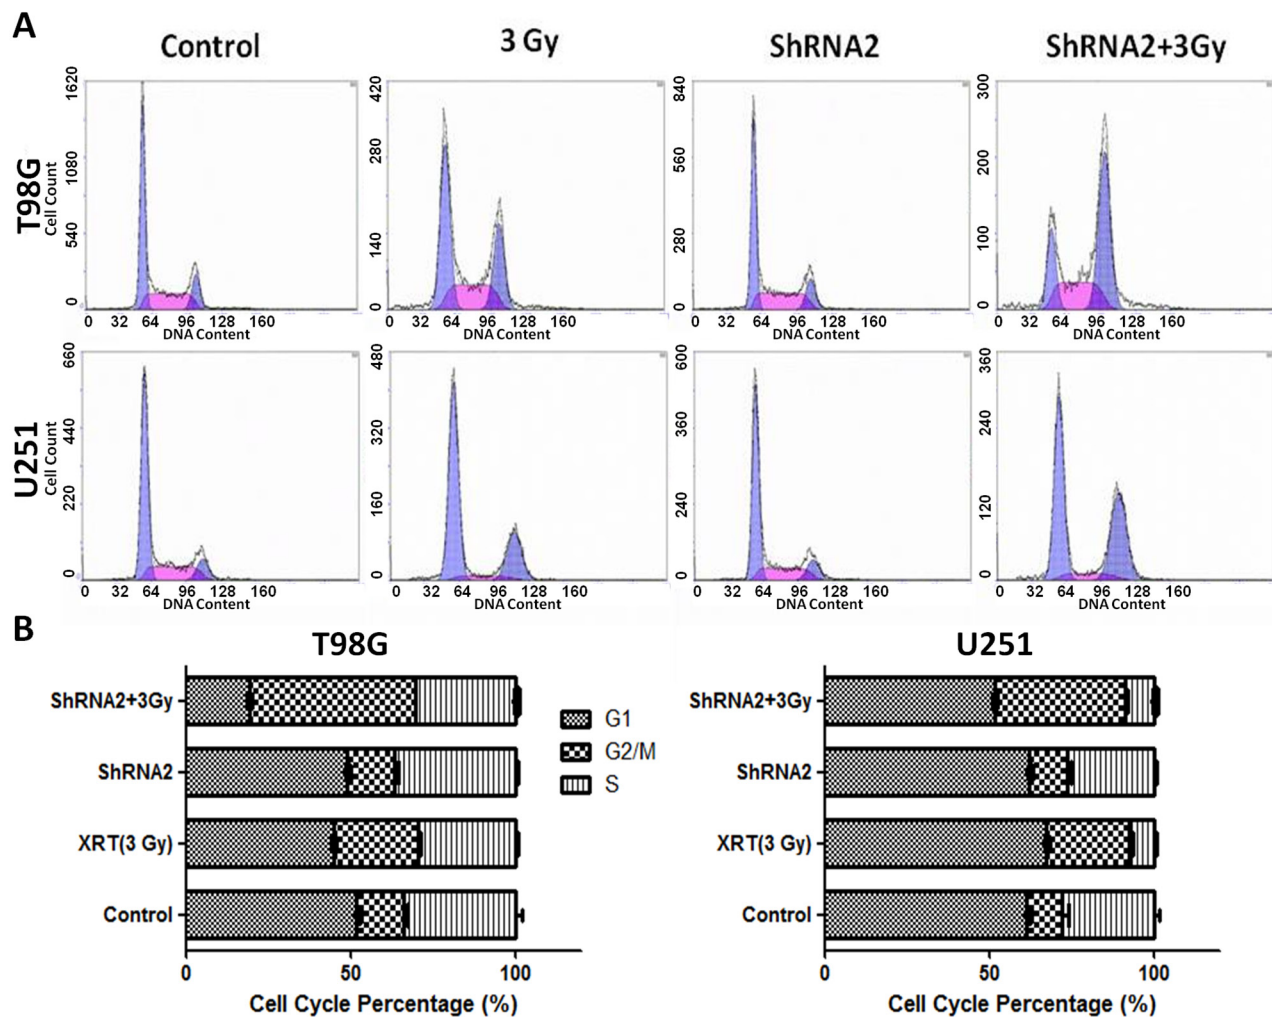 A
Control 3 Gy ShRNA2 ShRNA2+3Gy
T98G
Cell Count
1620
1080
540
0
0 32 64 96 128 160
DNA Content
420
280
140
0
0 32 64 96 128 160
DNA Content
840
560
280
0
0 32 64 96 128 160
DNA Content
300
200
100
0
0 32 64 96 128 160
DNA Content
U251
Cell Count
660
440
220
0
0 32 64 96 128 160
DNA Content
480
320
160
0
0 32 64 96 128 160
DNA Content
600
360
240
0
0 32 64 96 128 160
DNA Content
360
240
120
0
0 32 64 96 128 160
DNA Content
B
T98G
ShRNA2+3Gy
ShRNA2
XRT(3 Gy)
Control
0 50 100
Cell Cycle Percentage (%)
G1
G2/M
S
U251
ShRNA2+3Gy
ShRNA2
XRT(3 Gy)
Control
0 50 100
Cell Cycle Percentage (%)